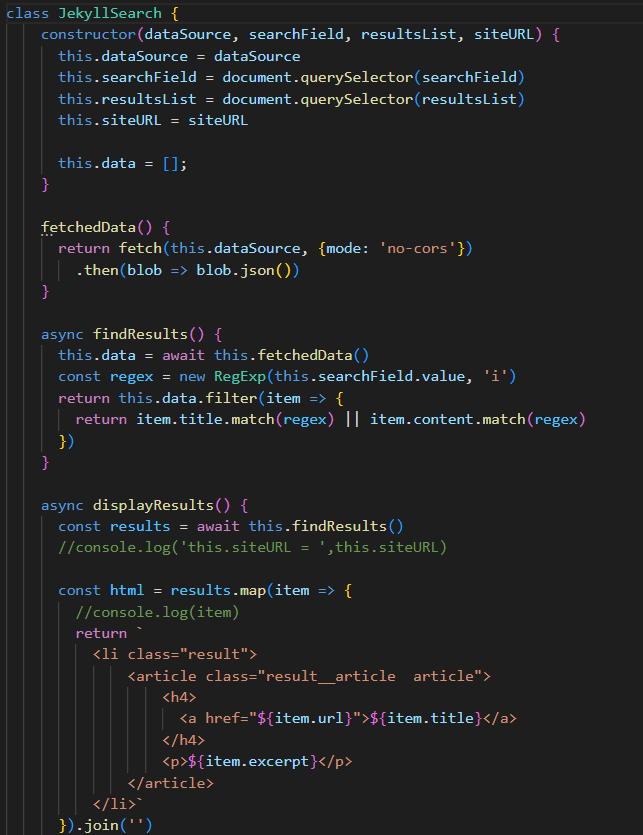 class JekyllSearch {
    constructor(dataSource, searchField, resultsList, siteURL) {
      this.dataSource = dataSource
      this.searchField = document.querySelector(searchField)
      this.resultsList = document.querySelector(resultsList)
      this.siteURL = siteURL

      this.data = [];
    }

    fetchedData() {
      return fetch(this.dataSource, {mode: 'no-cors'})
        .then(blob => blob.json())
    }

    async findResults() {
      this.data = await this.fetchedData()
      const regex = new RegExp(this.searchField.value, 'i')
      return this.data.filter(item => {
        return item.title.match(regex) || item.content.match(regex)
      })
    }

    async displayResults() {
      const results = await this.findResults()
      //console.log('this.siteURL = ',this.siteURL)

      const html = results.map(item => {
        //console.log(item)
        return `
          <li class="result">
              <article class="result__article  article">
                  <h4>
                    <a href="${item.url}">${item.title}</a>
                  </h4>
                  <p>${item.excerpt}</p>
              </article>
          </li>`
      }).join('')